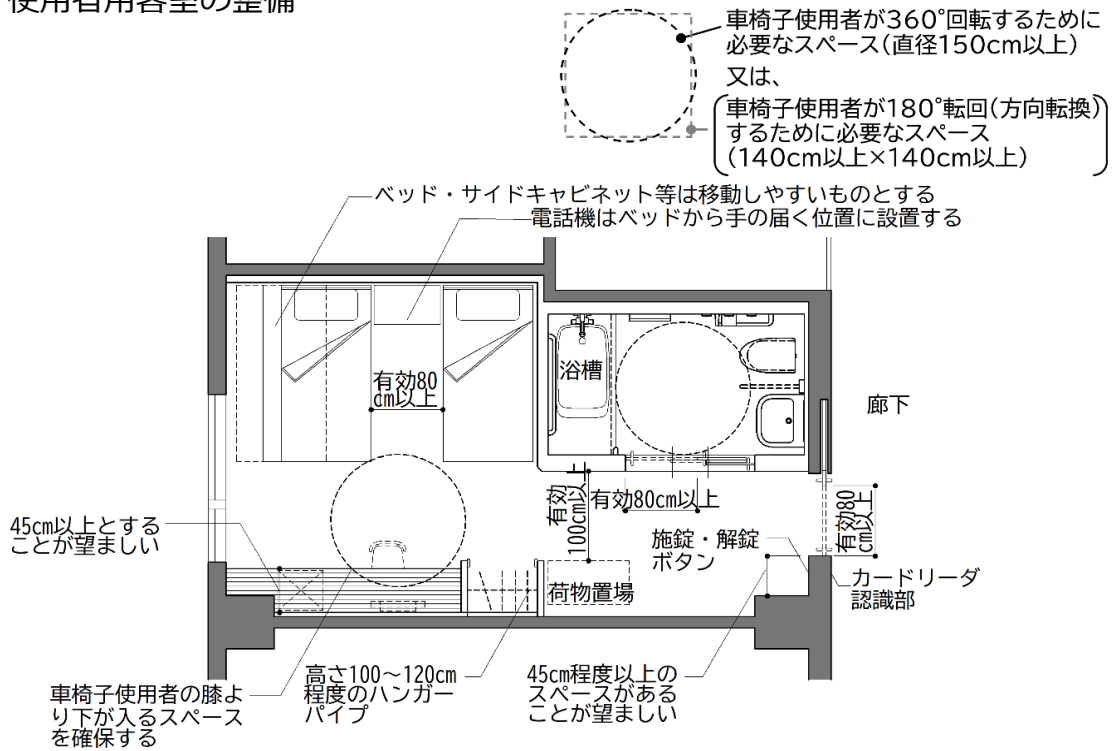 使用者用客室の整備
車椅子使用者が360°回転するために
必要なスペース(直径150cm以上)
又は、
車椅子使用者が180°転回(方向転換)
するために必要なスペース
(140cm以上×140cm以上)
ベッド・サイドキャビネット等は移動しやすいものとする
電話機はベッドから手の届く位置に設置する
有効80
cm以上
浴槽
廊下
45cm以上とする
ことが望ましい
有効
100cm以上
有効80cm以上
有効80
cm以上
施錠・解錠
ボタン
荷物置場
カードリーダ
認識部
車椅子使用者の膝よ
り下が入るスペース
を確保する
高さ100～120cm
程度のハンガー
パイプ
45cm程度以上の
スペースがある
ことが望ましい